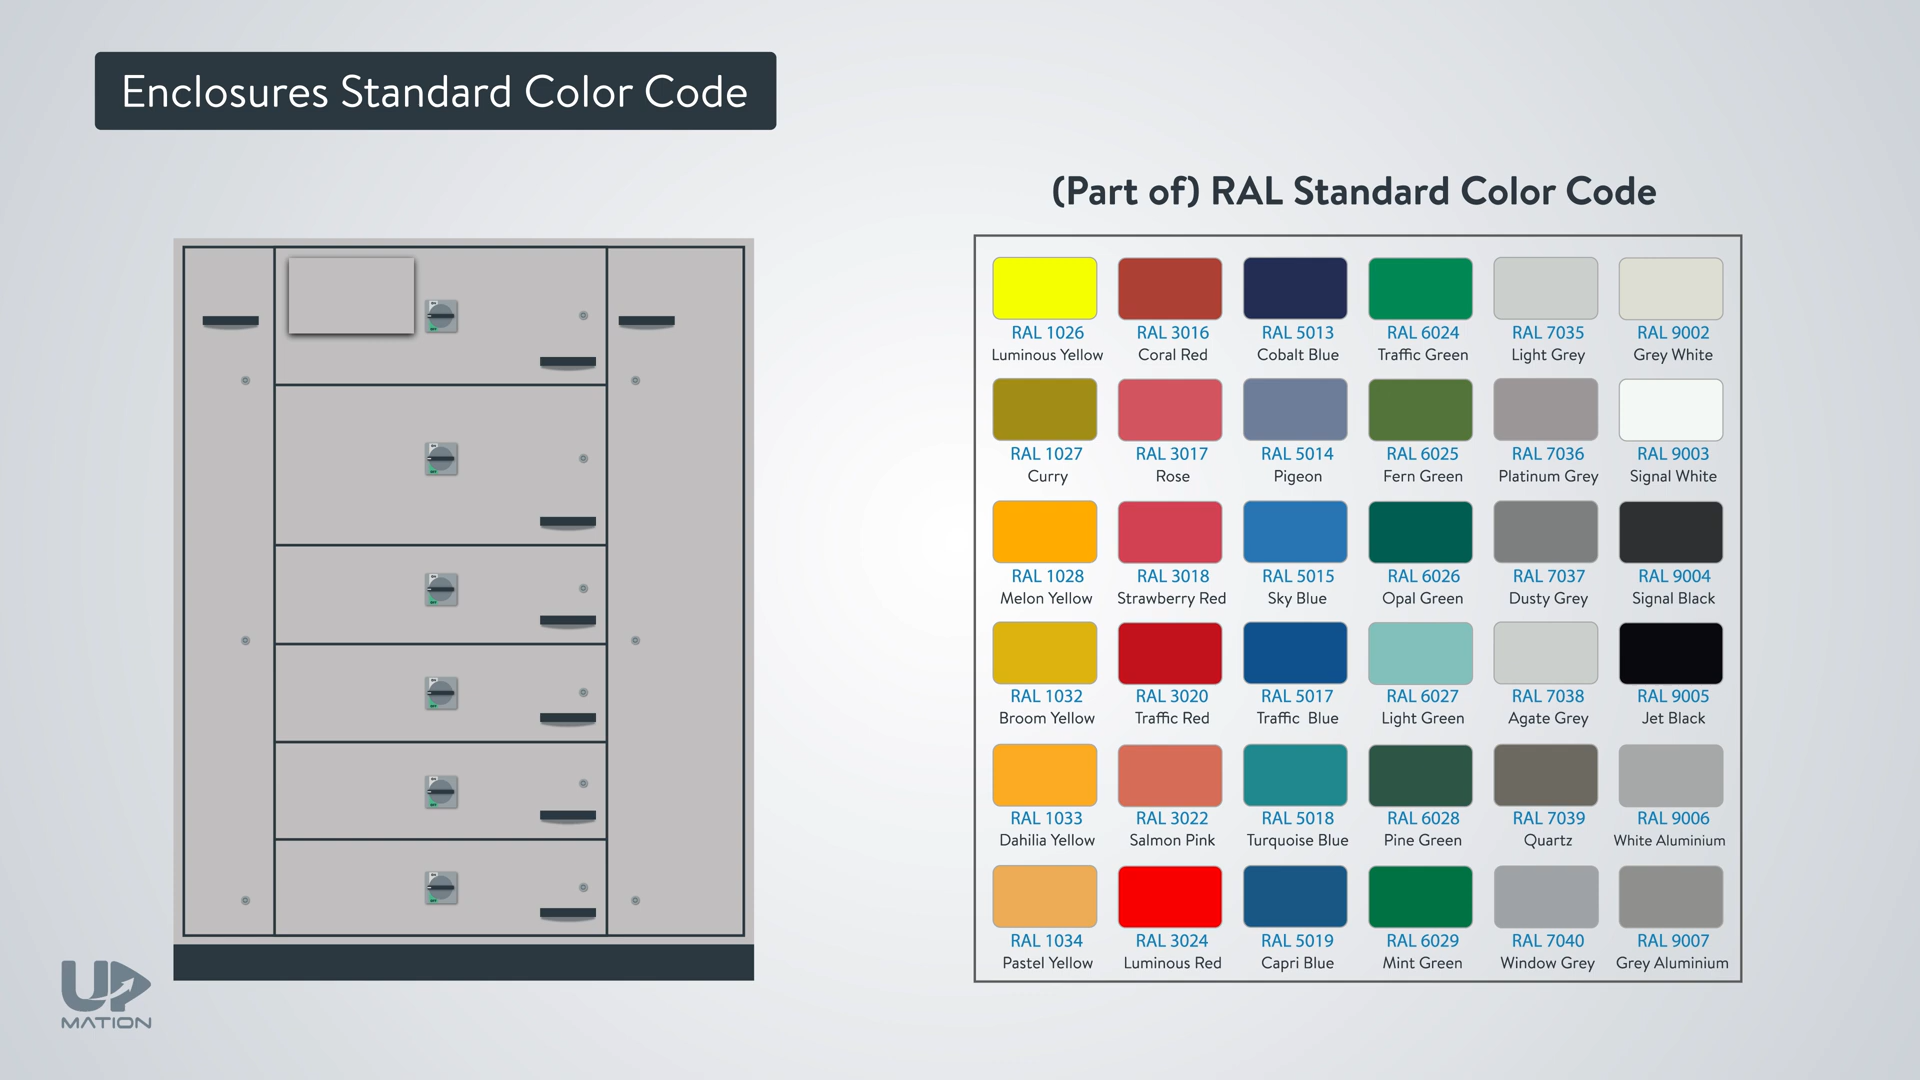 Enclosures Standard Color Code
(Part of) RAL Standard Color Code
RAL 1026 RAL 3016 RAL 5013 RAL 6024 RAL 7035 RAL 9002
Luminous Yellow Coral Red Cobalt Blue Traffic Green Light Grey Grey White
RAL 1027 RAL 3017 RAL 5014 RAL 6025 RAL 7036 RAL 9003
Curry Rose Pigeon Fern Green Platinum Grey Signal White
RAL 1028 RAL 3018 RAL 5015 RAL 6026 RAL 7037 RAL 9004
Melon Yellow Strawberry Red Sky Blue Opal Green Dusty Grey Signal Black
RAL 1032 RAL 3020 RAL 5017 RAL 6027 RAL 7038 RAL 9005
Broom Yellow Traffic Red Traffic Blue Light Green Agate Grey Jet Black
RAL 1033 RAL 3022 RAL 5018 RAL 6028 RAL 7039 RAL 9006
Dahilia Yellow Salmon Pink Turquoise Blue Pine Green Quartz White Aluminium
RAL 1034 RAL 3024 RAL 5019 RAL 6029 RAL 7040 RAL 9007
Pastel Yellow Luminous Red Capri Blue Mint Green Window Grey Grey Aluminium
UP
MATION